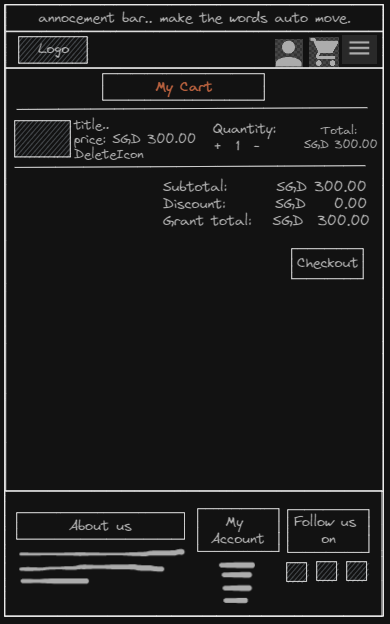 annocement bar.. make the words auto move.
Logo
My Cart
title..
price: SGD 300.00
DeleteIcon
Quantity:
+ 1 -
Total:
SGD 300.00
Subtotal: SGD 300.00
Discount: SGD 0.00
Grant total: SGD 300.00
Checkout
About us
My
Account
Follow us
on